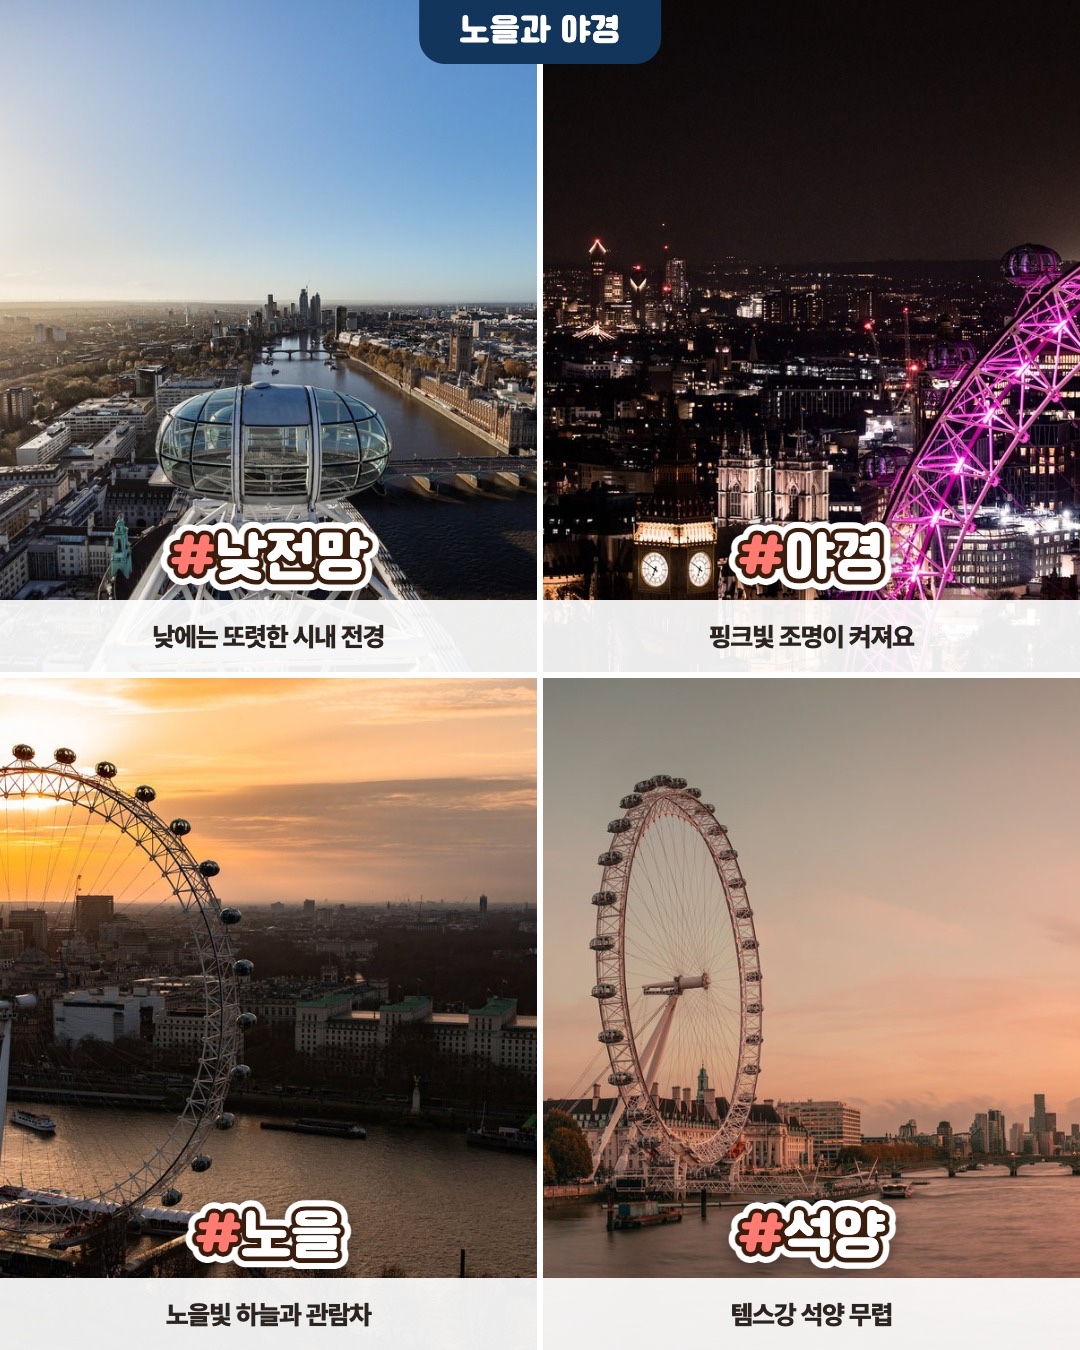 노을과 야경
#낮전망
낮에는 또렷한 시내 전경
#야경
핑크빛 조명이 켜져요
#노을
노을빛 하늘과 관람차
#석양
템스강 석양 무렵